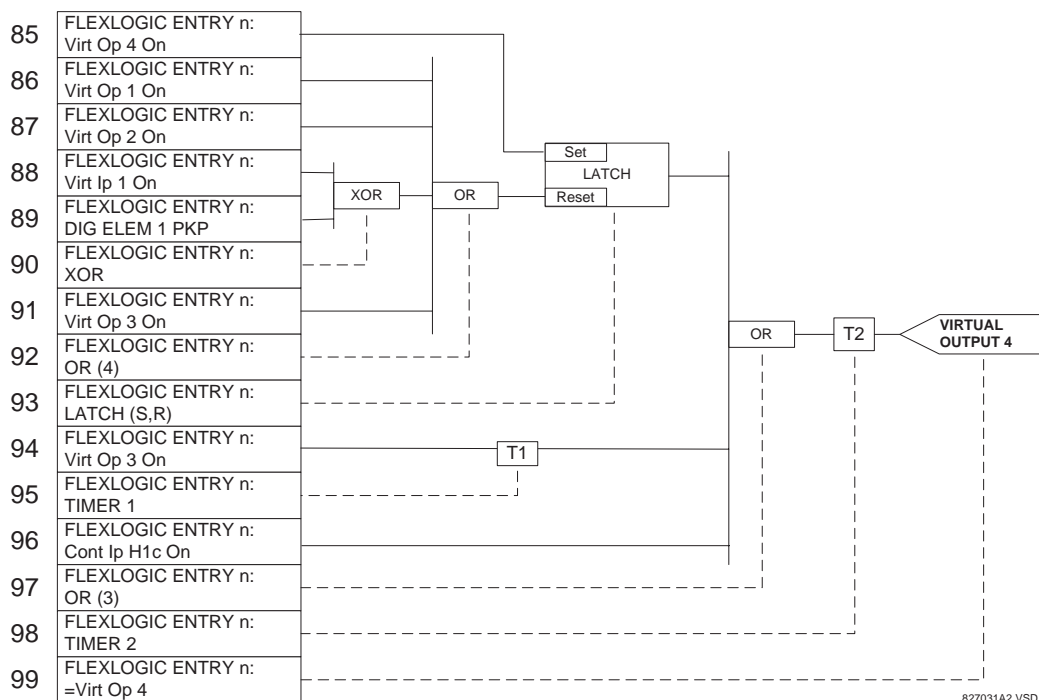 85
FLEXLOGIC ENTRY n:
Virt Op 4 On
86
FLEXLOGIC ENTRY n:
Virt Op 1 On
87
FLEXLOGIC ENTRY n:
Virt Op 2 On
88
FLEXLOGIC ENTRY n:
Virt Ip 1 On
89
FLEXLOGIC ENTRY n:
DIG ELEM 1 PKP
90
FLEXLOGIC ENTRY n:
XOR
91
FLEXLOGIC ENTRY n:
Virt Op 3 On
92
FLEXLOGIC ENTRY n:
OR (4)
93
FLEXLOGIC ENTRY n:
LATCH (S,R)
94
FLEXLOGIC ENTRY n:
Virt Op 3 On
95
FLEXLOGIC ENTRY n:
TIMER 1
96
FLEXLOGIC ENTRY n:
Cont Ip H1c On
97
FLEXLOGIC ENTRY n:
OR (3)
98
FLEXLOGIC ENTRY n:
TIMER 2
99
FLEXLOGIC ENTRY n:
=Virt Op 4
XOR
OR
Set
LATCH
Reset
T1
OR
T2
VIRTUAL
OUTPUT 4
827031A2.VSD